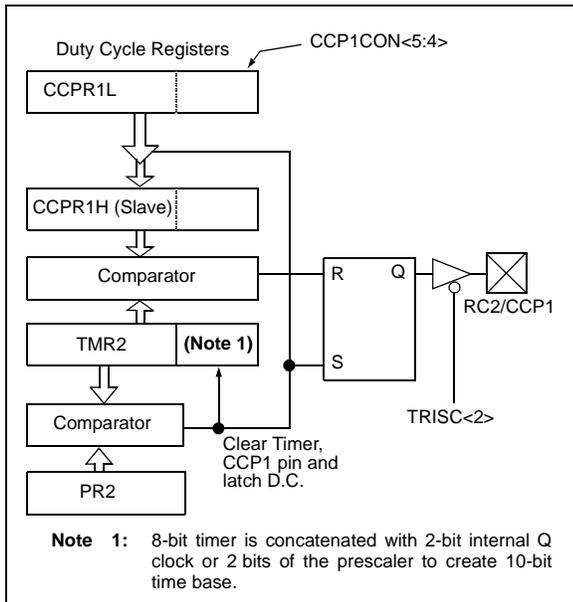 Duty Cycle Registers
CCP1CON<5:4>
CCPR1L
CCPR1H (Slave)
Comparator
R
Q
RC2/CCP1
TMR2
(Note 1)
S
TRISC<2>
Comparator
Clear Timer,
CCP1 pin and
latch D.C.
PR2
Note 1: 8-bit timer is concatenated with 2-bit internal Q
clock or 2 bits of the prescaler to create 10-bit
time base.